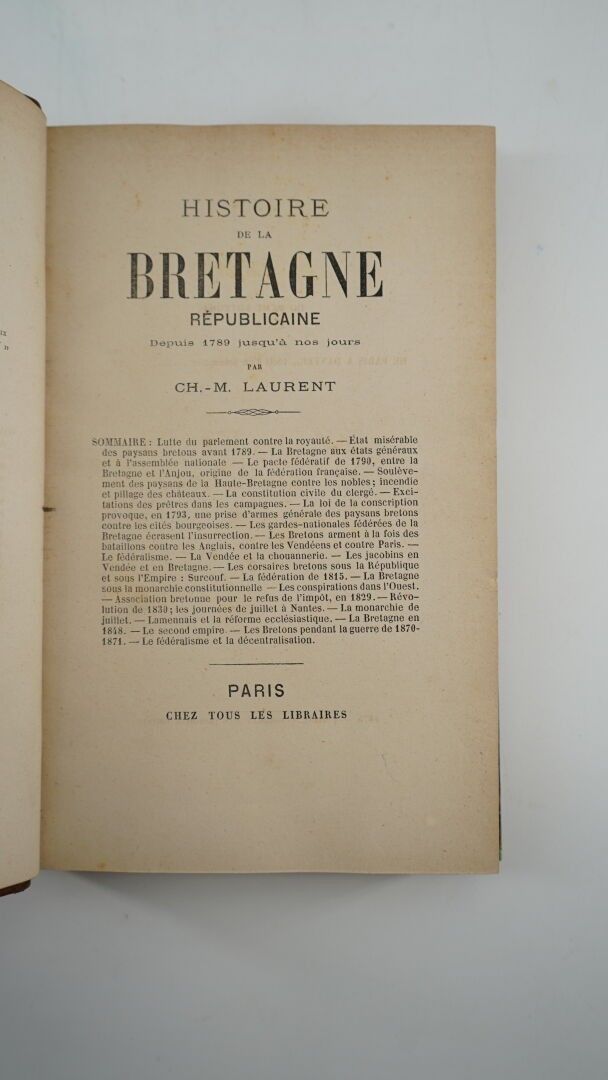 HISTOIRE
DE LA
BRETAGNE
RÉPUBLICAINE
Depuis 1789 jusqu'à nos jours
PAR
CH.-M. LAURENT
SOMMAIRE : Lutte du parlement contre la royauté. — État misérable
des paysans bretons avant 1789. — La Bretagne aux états généraux
et à l'assemblée nationale — Le pacte fédératif de 1790, entre la
Bretagne et l'Anjou, origine de la fédération française. — Soulève-
ment des paysans de la Haute-Bretagne contre les nobles; incendie
et pillage des châteaux. — La constitution civile du clergé. — Exci-
tations des prêtres dans les campagnes. — La loi de la conscription
provoque, en 1793, une prise d'armes générale des paysans bretons
contre les cités bourgeoises. — Les gardes-nationales fédérées de la
Bretagne écrasent l'insurrection. — Les Bretons arment à la fois des
bataillons contre les Anglais, contre les Vendéens et contre Paris. —
Le fédéralisme. — La Vendée et la chouannerie. — Les jacobins en
Vendée et en Bretagne. — Les corsaires bretons sous la République
et sous l'Empire : Surcouf. — La fédération de 1815. — La Bretagne
sous la monarchie constitutionnelle — Les conspirations dans l'Ouest.
— Association bretonne pour le refus de l'impôt, en 1829. — Révo-
lution de 1830; les journées de juillet à Nantes. — La monarchie de
juillet. — Lamennais et la réforme ecclésiastique. — La Bretagne en
1848. — Le second empire. — Les Bretons pendant la guerre de 1870-
1871. — Le fédéralisme et la décentralisation.
PARIS
CHEZ TOUS LES LIBRAIRES